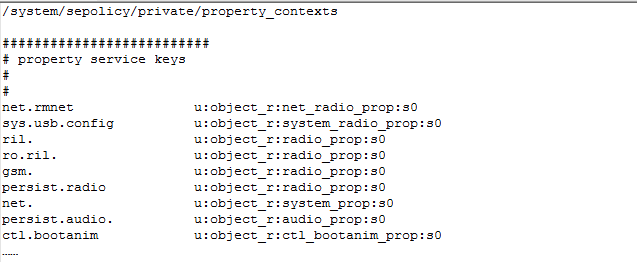 /system/sepolicy/private/property_contexts
##########################
# property service keys
#
#
net.rmnet u:object_r:net_radio_prop:s0
sys.usb.config u:object_r:system_radio_prop:s0
ril. u:object_r:radio_prop:s0
ro.ril. u:object_r:radio_prop:s0
gsm. u:object_r:radio_prop:s0
persist.radio u:object_r:radio_prop:s0
net. u:object_r:system_prop:s0
persist.audio. u:object_r:audio_prop:s0
ctl.bootanim u:object_r:ctl_bootanim_prop:s0
……